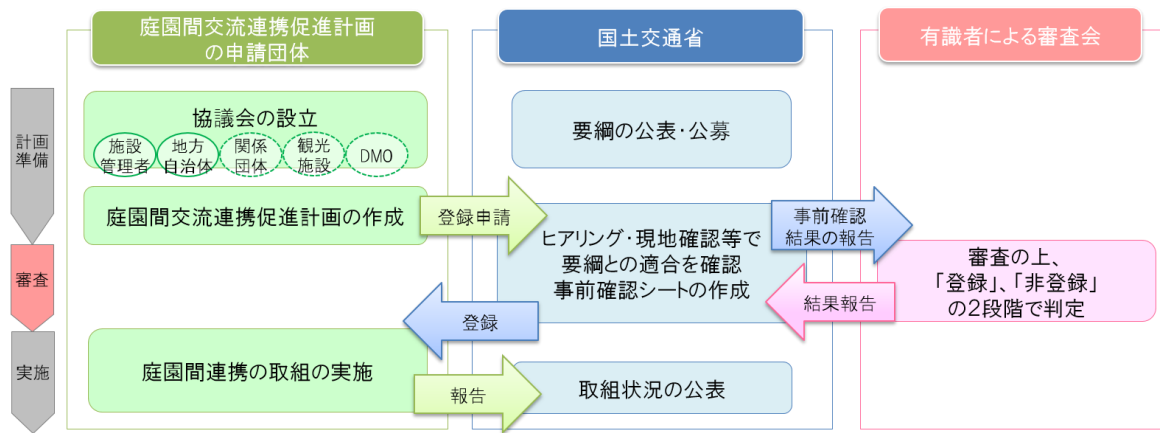 庭園間交流連携促進計画
の申請団体
国土交通省
有識者による審査会
計画
準備
協議会の設立
施設
管理者
地方
自治体
関係
団体
観光
施設
DMO
要綱の公表・公募
庭園間交流連携促進計画の作成
登録申請
ヒアリング・現地確認等で
要綱との適合を確認
事前確認シートの作成
事前確認
結果の報告
審査
審査の上、
「登録」、「非登録」
の2段階で判定
結果報告
登録
実施
庭園間連携の取組の実施
報告
取組状況の公表